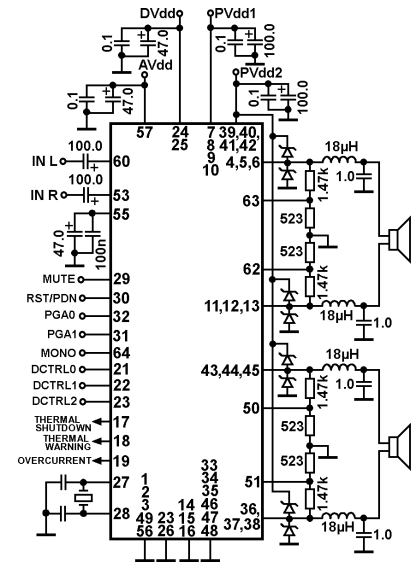 DVdd PVdd1
0.1 47.0 0.1 100.0
AVdd PVdd2
0.1 47.0 0.1 100.0
57 24 7 39,40,
25 8 41,42
9
10
100.0
IN L 60 4,5,6 18µH
1.47k 1.0
100.0
IN R 53 63
55 523
47.0 100n 523
62
MUTE 29 1.47k
RST/PDN 30 11,12,13
PGA0 32 18µH 1.0
PGA1 31
MONO 64 18µH
DCTRL0 21 43,44,45
DCTRL1 22 1.47k 1.0
DCTRL2 23 50
THERMAL
SHUTDOWN 17 523
THERMAL
WARNING 18
OVERCURRENT 19 523
27 1 33 51
2 34 1.47k
3 14 35 36,
28 49 23 15 46 37,38
56 26 16 47 18µH 1.0
48